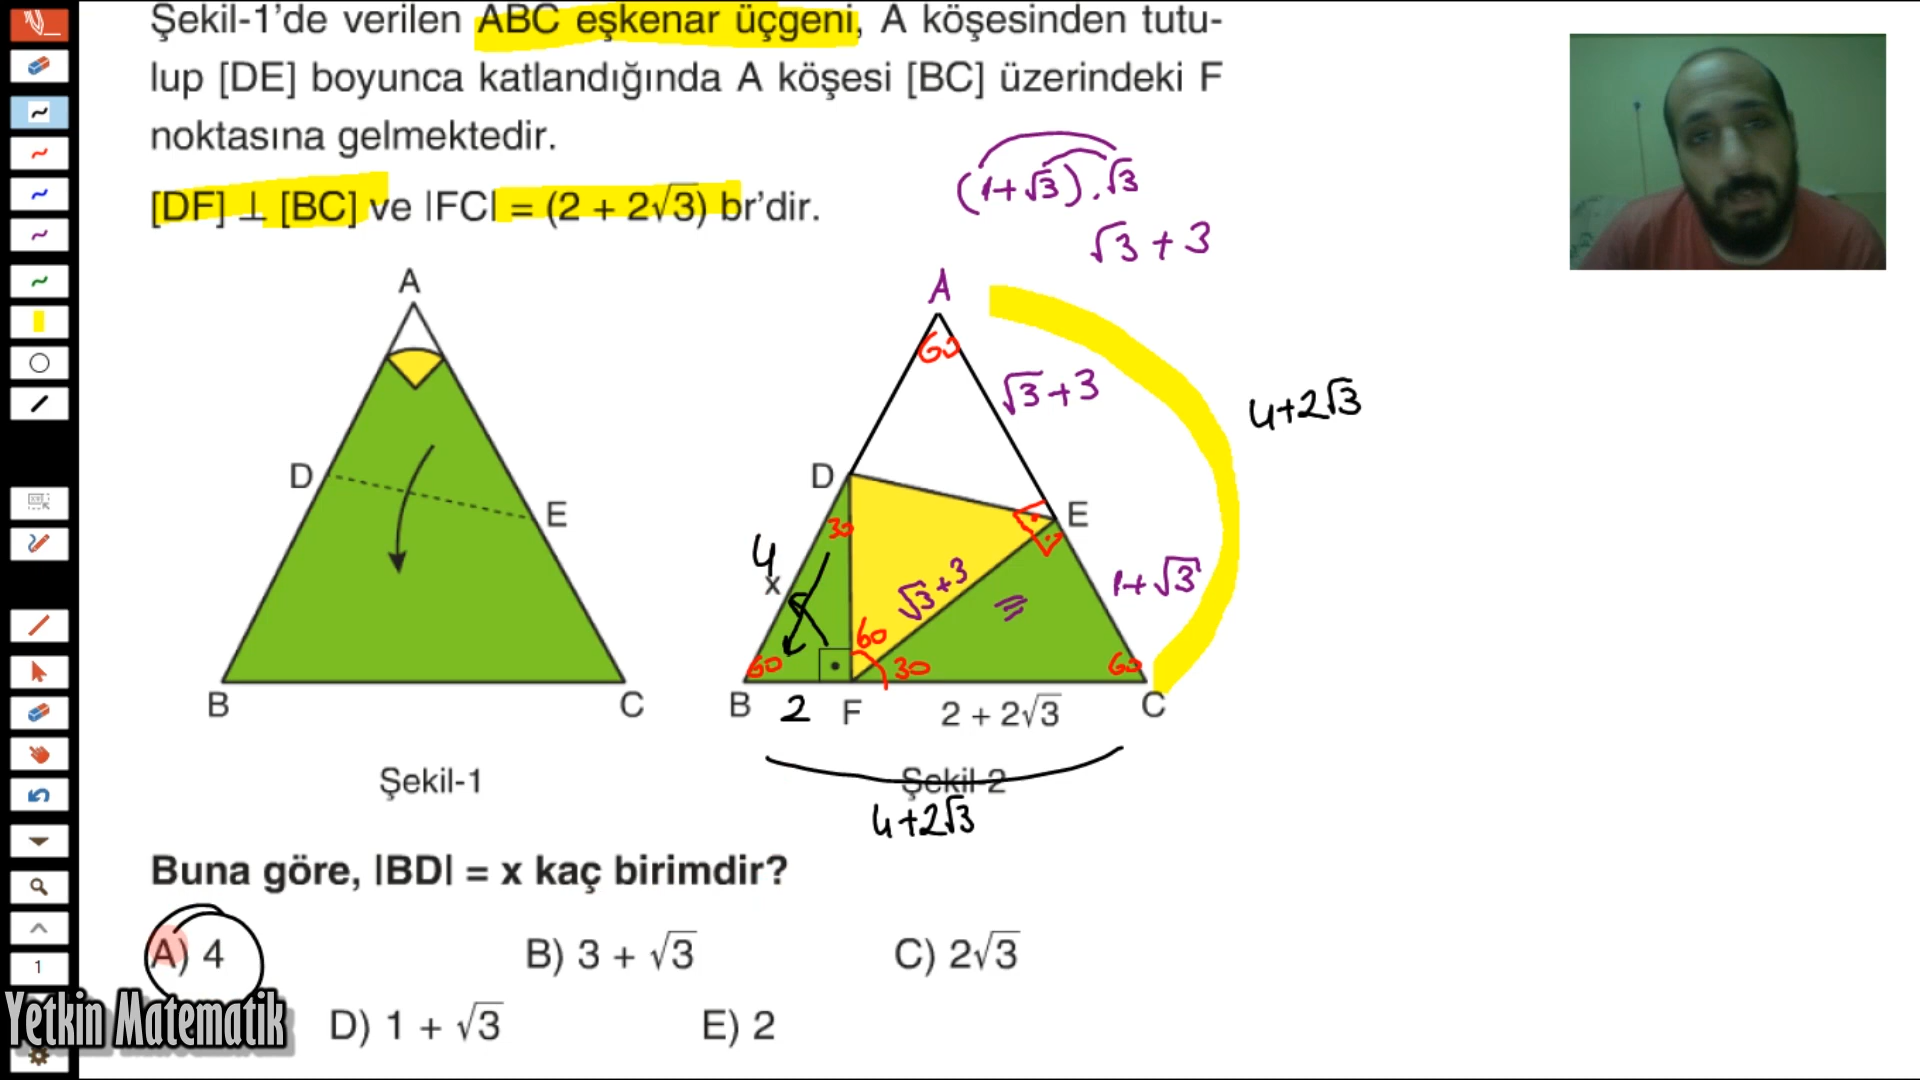 Şekil-1'de verilen ABC eşkenar üçgeni, A köşesinden tutu-
lup [DE] boyunca katlandığında A köşesi [BC] üzerindeki F
noktasına gelmektedir.
(1+√3).√3
[DF] ⊥ [BC] ve |FC| = (2 + 2√3) br'dir.
√3 + 3
A
A
60
√3+3
4+2√3
D
E
D
E
30
4
x
√3+3
1+√3
60
60
30
60
B
C
B
2
F
2 + 2√3
C
Şekil-1
Şekil-2
4+2√3
Buna göre, |BD| = x kaç birimdir?
A) 4
B) 3 + √3
C) 2√3
D) 1 + √3
E) 2
1
Yetkin Matematik